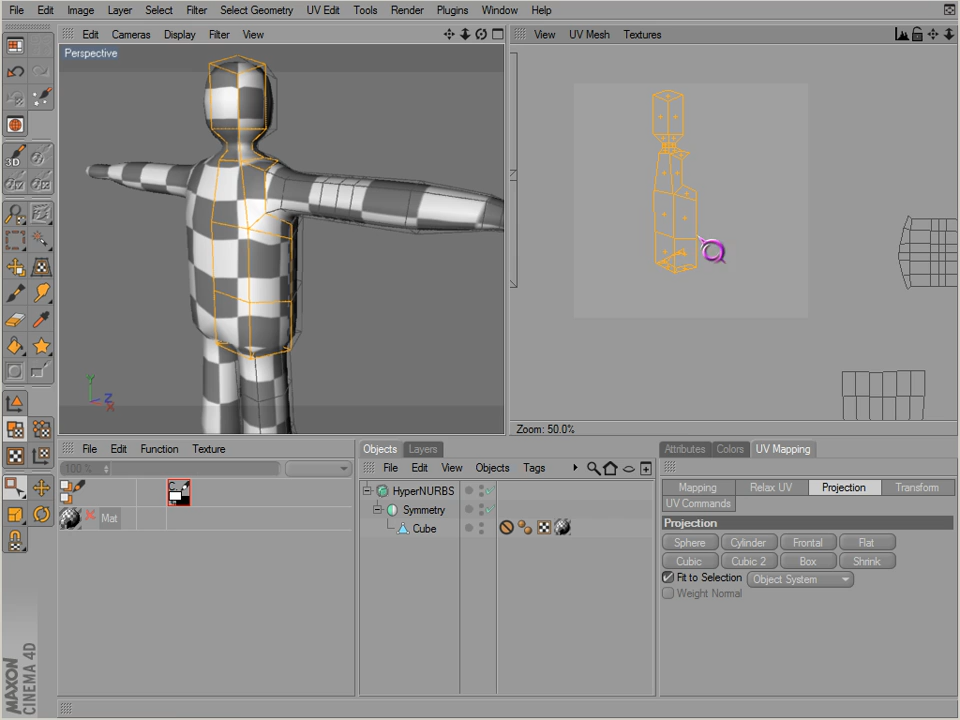 File Edit Image Layer Select Filter Select Geometry UV Edit Tools Render Plugins Window Help
Edit Cameras Display Filter View
View UV Mesh Textures
Perspective
3D
Y
Z
X
Zoom: 50.0%
File Edit Function Texture
Objects Layers
Attributes Colors UV Mapping
100 %
File Edit View Objects Tags
Mapping Relax UV Projection Transform
UV Commands
HyperNURBS
Symmetry
Cube
Mat
Projection
Sphere Cylinder Frontal Flat
Cubic Cubic 2 Box Shrink
Fit to Selection Object System
Weight Normal
MAXON
CINEMA 4D